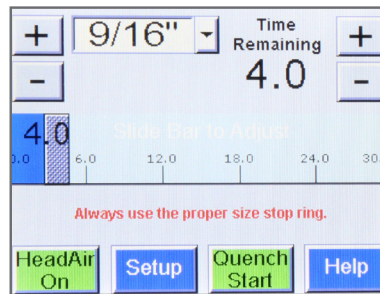 + 9/16" Time Remaining +
- 4.0 -
4.0 Slide Bar to Adjust
0.0 6.0 12.0 18.0 24.0 30.
Always use the proper size stop ring.
HeadAir On Setup Quench Start Help